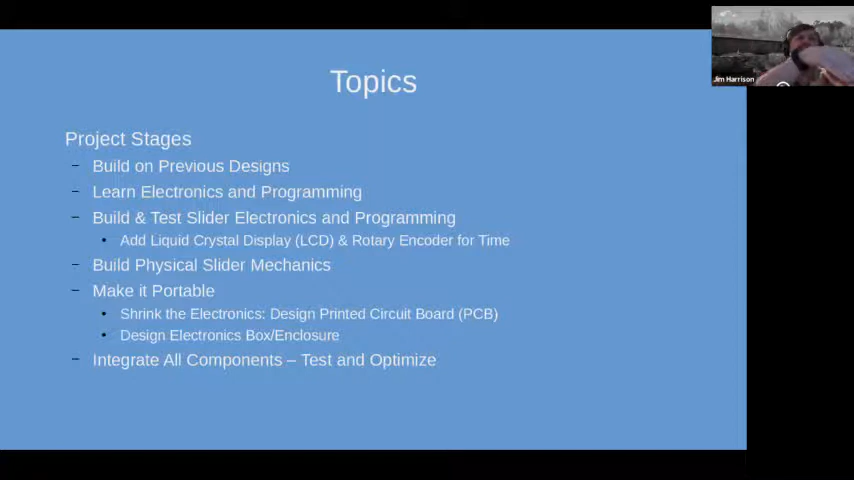 Topics
Jim Harrison
Project Stages
– Build on Previous Designs
– Learn Electronics and Programming
– Build & Test Slider Electronics and Programming
• Add Liquid Crystal Display (LCD) & Rotary Encoder for Time
– Build Physical Slider Mechanics
– Make it Portable
• Shrink the Electronics: Design Printed Circuit Board (PCB)
• Design Electronics Box/Enclosure
– Integrate All Components – Test and Optimize